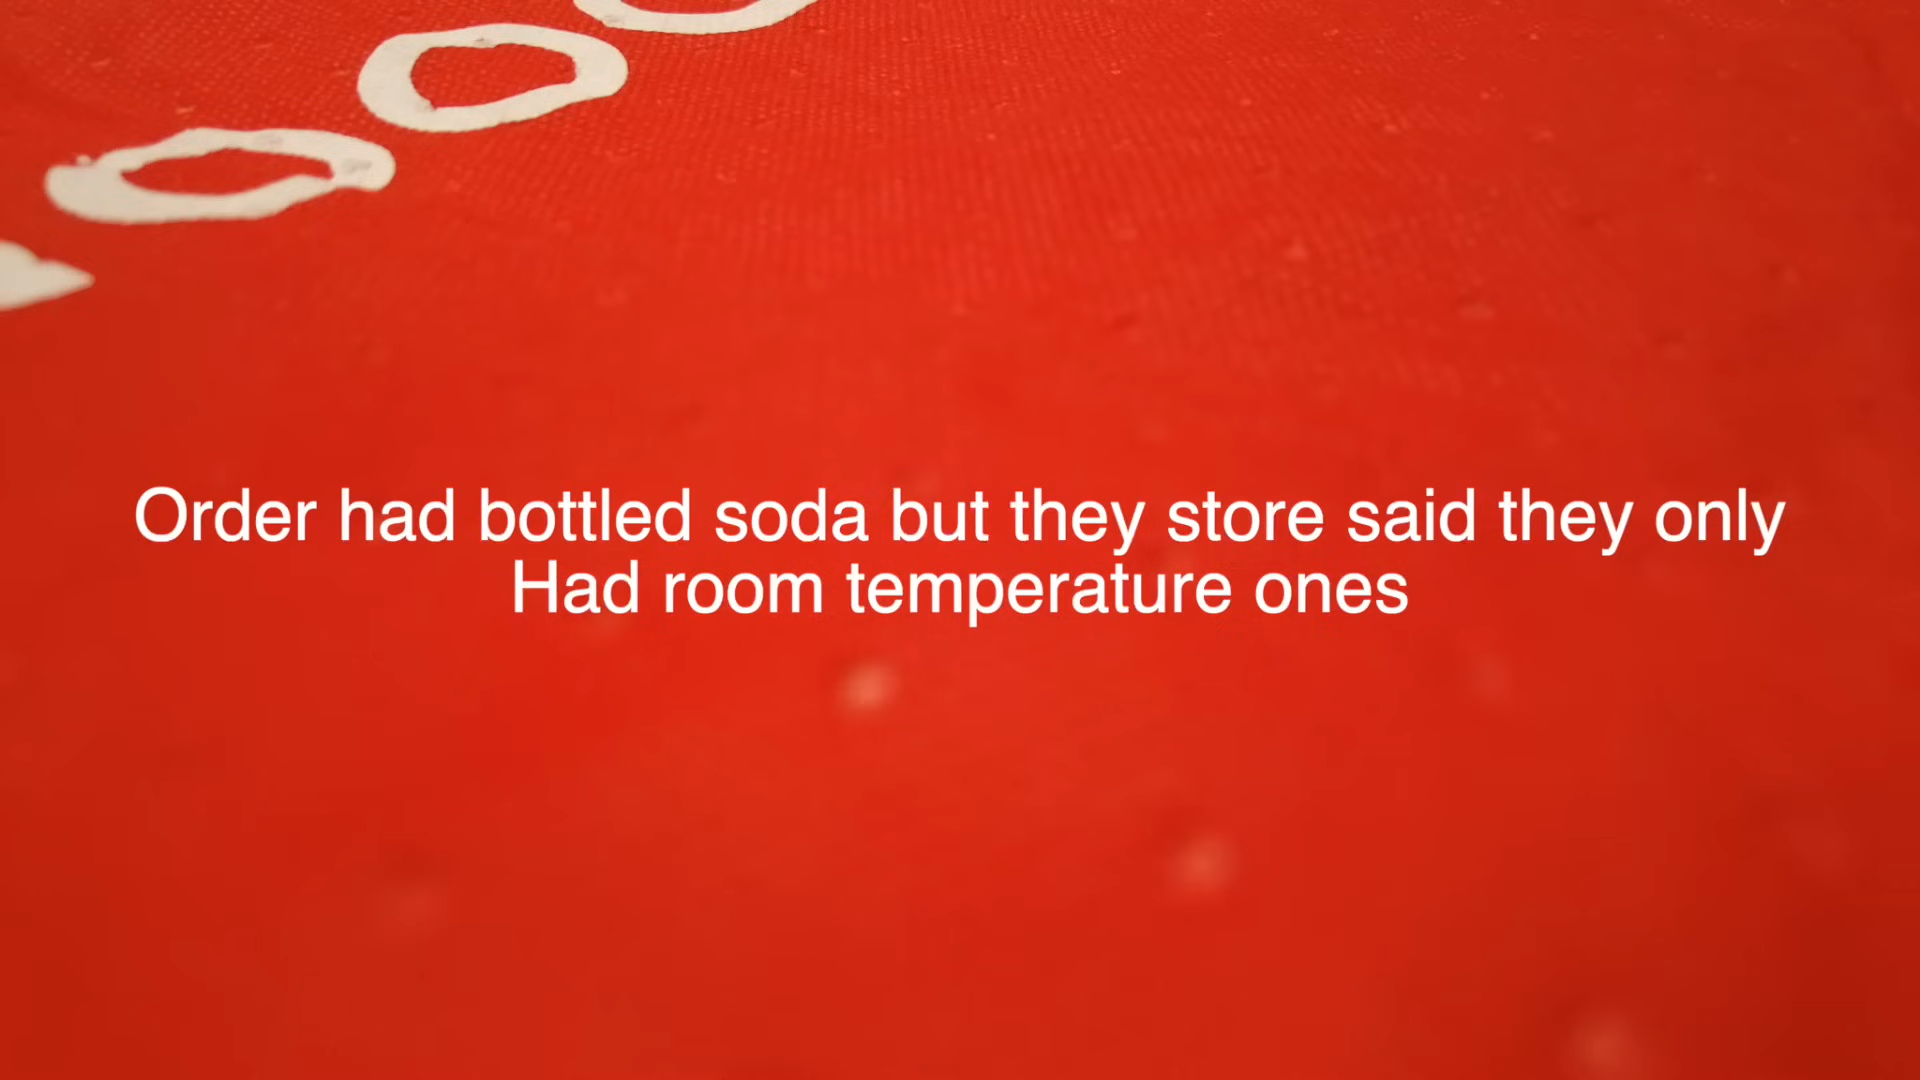 Order had bottled soda but they store said they only
Had room temperature ones